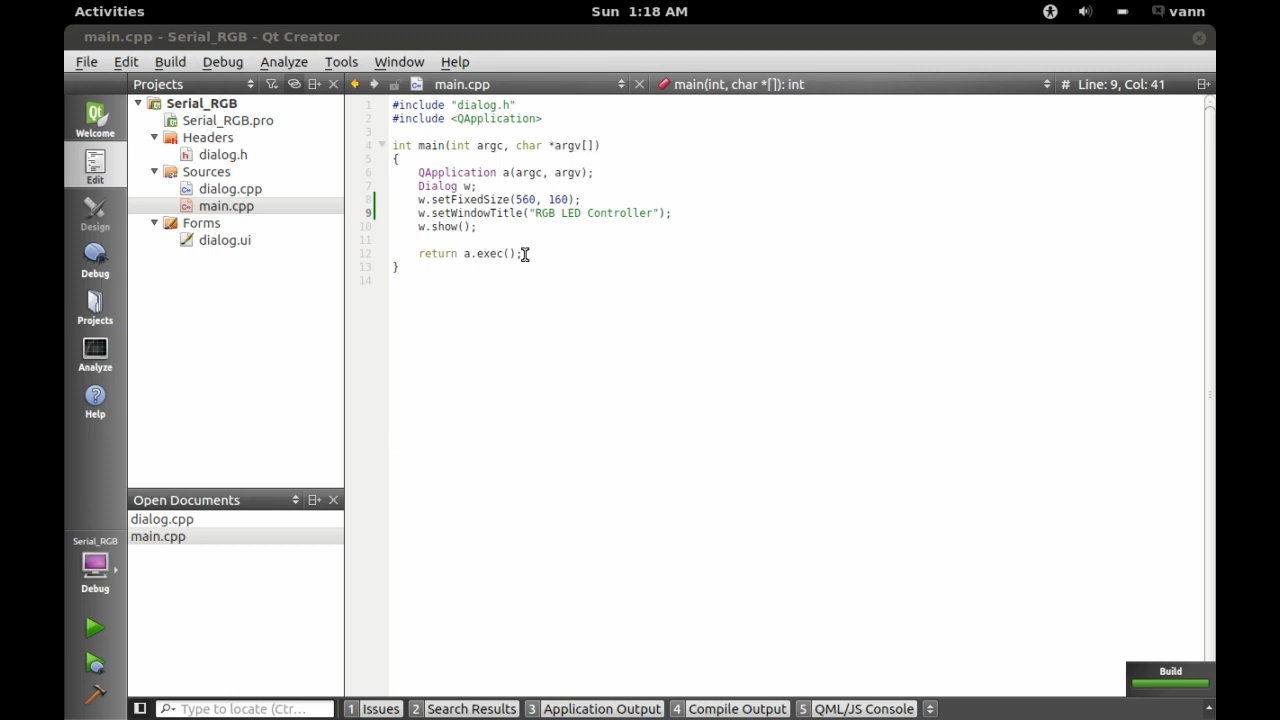 Activities
Sun 1:18 AM
vann
main.cpp - Serial_RGB - Qt Creator
File Edit Build Debug Analyze Tools Window Help
Projects
main.cpp
main(int, char *[]): int
# Line: 9, Col: 41
Welcome
Edit
Design
Debug
Projects
Analyze
Help
Serial_RGB
Serial_RGB.pro
Headers
dialog.h
Sources
dialog.cpp
main.cpp
Forms
dialog.ui
1 #include "dialog.h"
2 #include <QApplication>
3
4 int main(int argc, char *argv[])
5 {
6 QApplication a(argc, argv);
7 Dialog w;
8 w.setFixedSize(560, 160);
9 w.setWindowTitle("RGB LED Controller");
10 w.show();
11
12 return a.exec();
13 }
14
Open Documents
dialog.cpp
main.cpp
Serial_RGB
Debug
Build
Type to locate (Ctr...
1 Issues 2 Search Results 3 Application Output 4 Compile Output 5 QML/JS Console